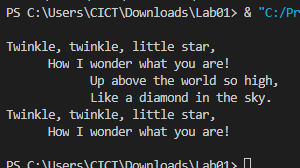 PS C:\Users\CICT\Downloads\Lab01> & "C:/Pr
Twinkle, twinkle, little star,
How I wonder what you are!
Up above the world so high,
Like a diamond in the sky.
Twinkle, twinkle, little star,
How I wonder what you are!
PS C:\Users\CICT\Downloads\Lab01>